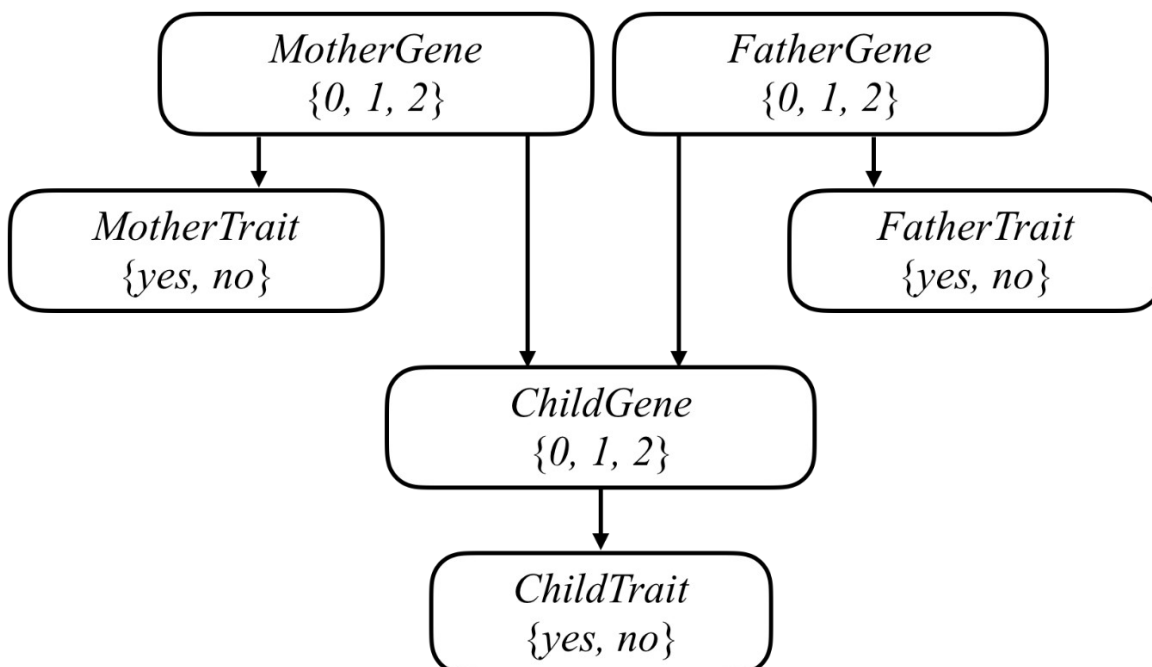 MotherGene
{0, 1, 2}
FatherGene
{0, 1, 2}
MotherTrait
{yes, no}
FatherTrait
{yes, no}
ChildGene
{0, 1, 2}
ChildTrait
{yes, no}